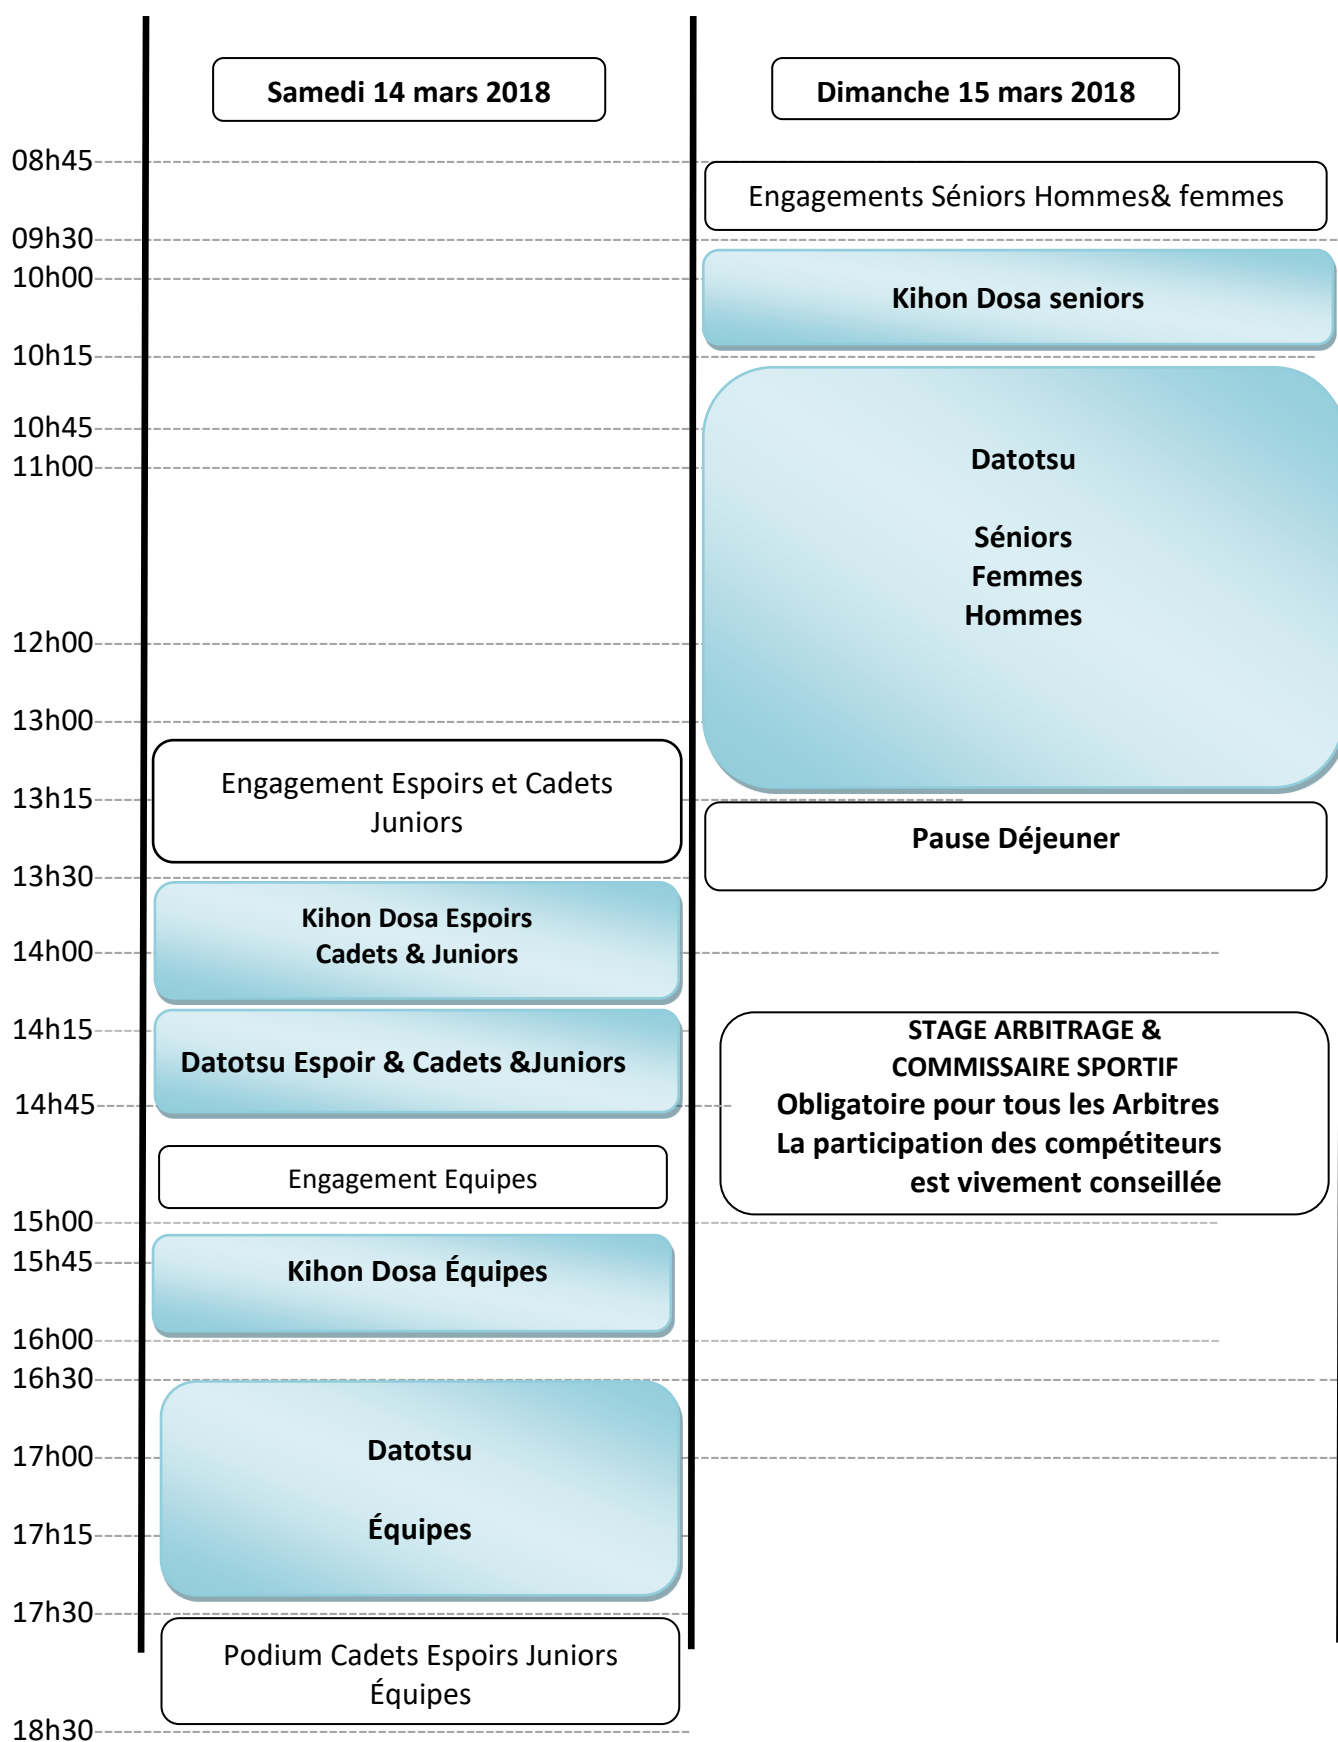 Samedi 14 mars 2018
Dimanche 15 mars 2018
08h45
Engagements Séniors Hommes& femmes
09h30
10h00
Kihon Dosa seniors
10h15
10h45
11h00
Datotsu
Séniors
Femmes
Hommes
12h00
13h00
Engagement Espoirs et Cadets
Juniors
13h15
Pause Déjeuner
13h30
Kihon Dosa Espoirs
Cadets & Juniors
14h00
14h15
Datotsu Espoir & Cadets &Juniors
14h45
STAGE ARBITRAGE &
COMMISSAIRE SPORTIF
Obligatoire pour tous les Arbitres
La participation des compétiteurs
est vivement conseillée
Engagement Equipes
15h00
15h45
Kihon Dosa Équipes
16h00
16h30
Datotsu
17h00
Équipes
17h15
17h30
Podium Cadets Espoirs Juniors
Équipes
18h30